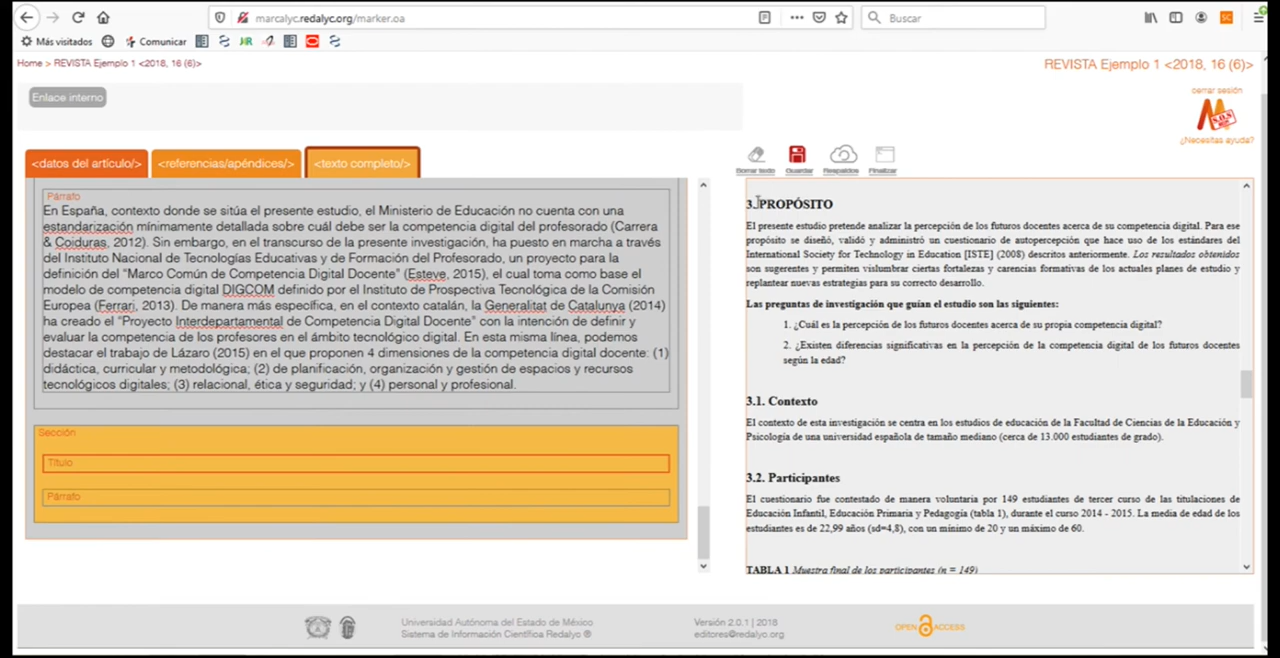 marcalyc.redalyc.org/marker.oa
Buscar
Más visitados
Comunicar
JIR
SC
Home > REVISTA Ejemplo 1 <2018, 16 (6)>
REVISTA Ejemplo 1 <2018, 16 (6)>
Enlace interno
cerrar sesión
¿Necesitas ayuda?
<datos del artículo/>
<referencias/apéndices/>
<texto completo/>
Borrar texto
Guardar
Respaldos
Finalizar
Párrafo
En España, contexto donde se sitúa el presente estudio, el Ministerio de Educación no cuenta con una
estandarización mínimamente detallada sobre cuál debe ser la competencia digital del profesorado (Carrera
& Coiduras, 2012). Sin embargo, en el transcurso de la presente investigación, ha puesto en marcha a través
del Instituto Nacional de Tecnologías Educativas y de Formación del Profesorado, un proyecto para la
definición del "Marco Común de Competencia Digital Docente" (Esteve, 2015), el cual toma como base el
modelo de competencia digital DIGCOM definido por el Instituto de Prospectiva Tecnológica de la Comisión
Europea (Ferrari, 2013). De manera más específica, en el contexto catalán, la Generalitat de Catalunya (2014)
ha creado el "Proyecto Interdepartamental de Competencia Digital Docente" con la intención de definir y
evaluar la competencia de los profesores en el ámbito tecnológico digital. En esta misma línea, podemos
destacar el trabajo de Lázaro (2015) en el que proponen 4 dimensiones de la competencia digital docente: (1)
didáctica, curricular y metodológica; (2) de planificación, organización y gestión de espacios y recursos
tecnológicos digitales; (3) relacional, ética y seguridad; y (4) personal y profesional.
Sección
Título
Párrafo
3. PROPÓSITO
El presente estudio pretende analizar la percepción de los futuros docentes acerca de su competencia digital. Para ese
propósito se diseñó, validó y administró un cuestionario de autopercepción que hace uso de los estándares del
International Society for Technology in Education [ISTE] (2008) descritos anteriormente. Los resultados obtenidos
son sugerentes y permiten vislumbrar ciertas fortalezas y carencias formativas de los actuales planes de estudio y
replantear nuevas estrategias para su correcto desarrollo.
Las preguntas de investigación que guían el estudio son las siguientes:
1. ¿Cuál es la percepción de los futuros docentes acerca de su propia competencia digital?
2. ¿Existen diferencias significativas en la percepción de la competencia digital de los futuros docentes
según la edad?
3.1. Contexto
El contexto de esta investigación se centra en los estudios de educación de la Facultad de Ciencias de la Educación y
Psicología de una universidad española de tamaño mediano (cerca de 13.000 estudiantes de grado).
3.2. Participantes
El cuestionario fue contestado de manera voluntaria por 149 estudiantes de tercer curso de las titulaciones de
Educación Infantil, Educación Primaria y Pedagogía (tabla 1), durante el curso 2014 - 2015. La media de edad de los
estudiantes es de 22,99 años (sd=4,8), con un mínimo de 20 y un máximo de 60.
TABLA 1 Muestra final de los participantes (n = 149)
Universidad Autónoma del Estado de México
Sistema de Información Científica Redalyc ®
Versión 2.0.1 | 2018
editores@redalyc.org
OPEN ACCESS